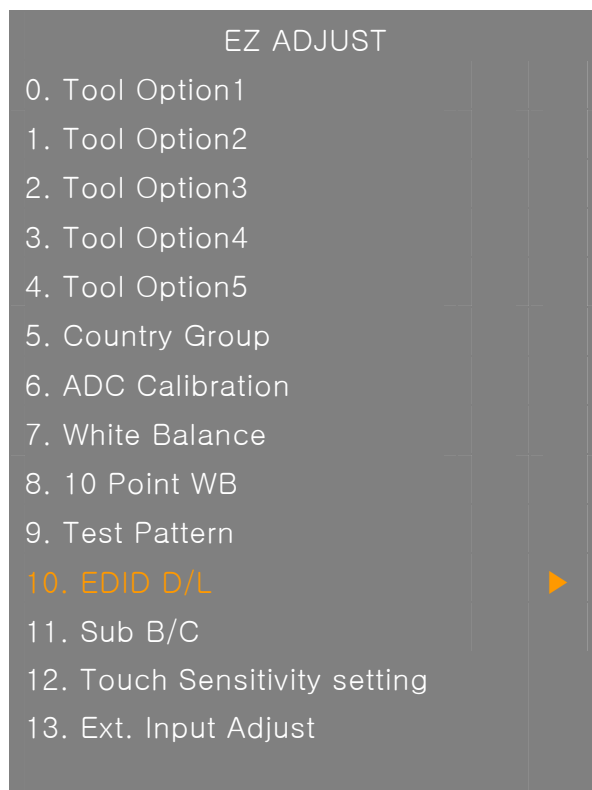 EZ ADJUST
0. Tool Option1
1. Tool Option2
2. Tool Option3
3. Tool Option4
4. Tool Option5
5. Country Group
6. ADC Calibration
7. White Balance
8. 10 Point WB
9. Test Pattern
10. EDID D/L ▶
11. Sub B/C
12. Touch Sensitivity setting
13. Ext. Input Adjust